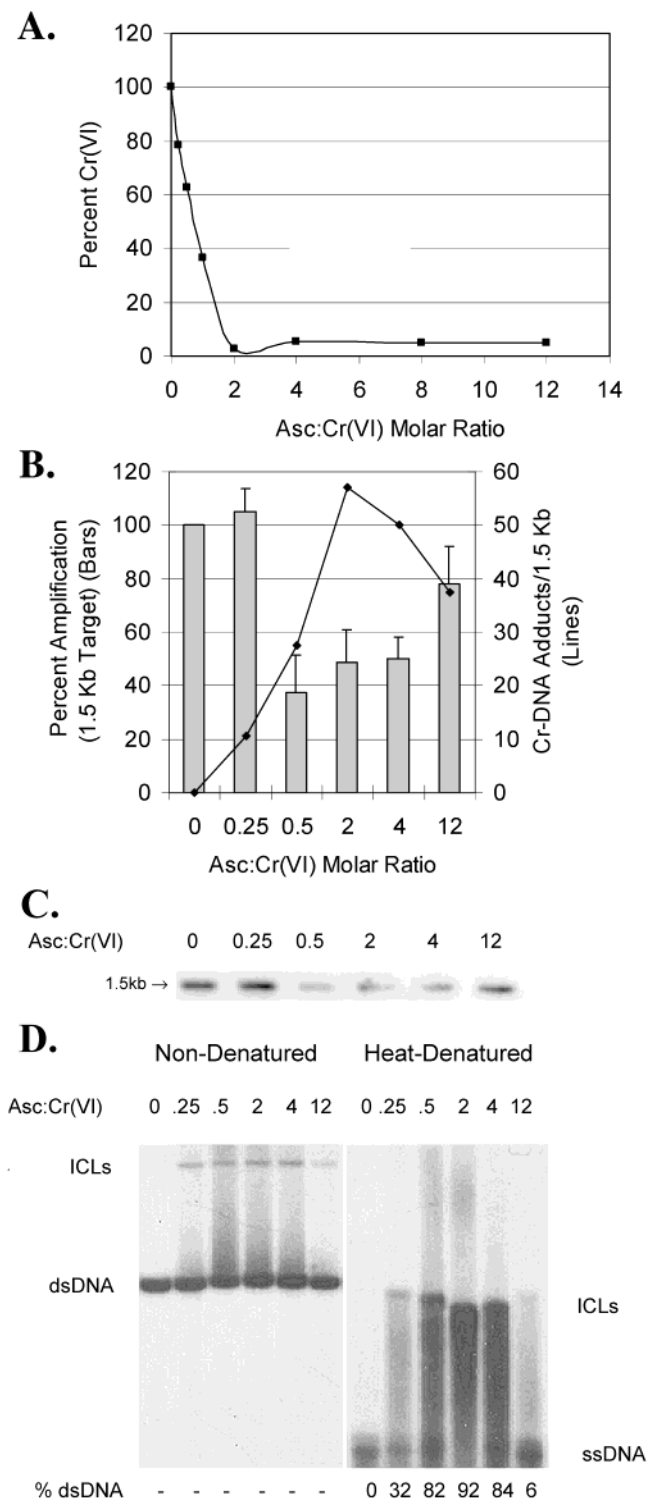 A.
120
100
80
60
40
20
0
Percent Cr(VI)
0 2 4 6 8 10 12 14
Asc:Cr(VI) Molar Ratio
B.
120
100
80
60
40
20
0
Percent Amplification
(1.5 Kb Target) (Bars)
60
50
40
30
20
10
0
Cr-DNA Adducts/1.5 Kb
(Lines)
0 0.25 0.5 2 4 12
Asc:Cr(VI) Molar Ratio
C.
Asc:Cr(VI) 0 0.25 0.5 2 4 12
1.5kb →
D.
Non-Denatured Heat-Denatured
Asc:Cr(VI) 0 .25 .5 2 4 12 0 .25 .5 2 4 12
ICLs
dsDNA
ICLs
ssDNA
% dsDNA - - - - - - 0 32 82 92 84 6